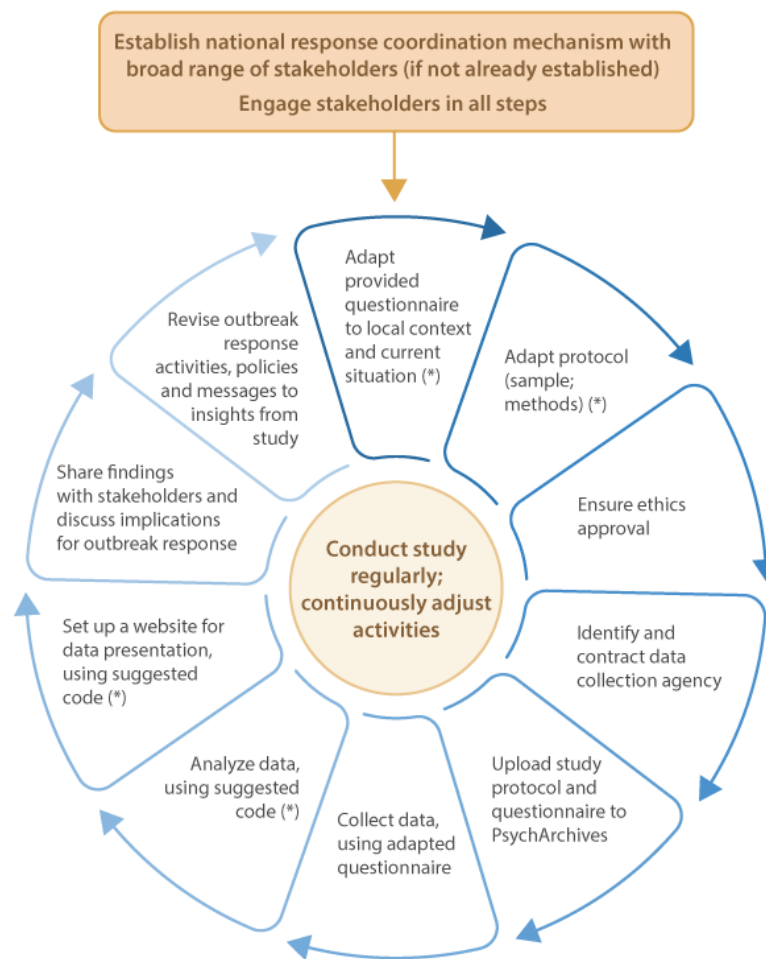 Establish national response coordination mechanism with
broad range of stakeholders (if not already established)
Engage stakeholders in all steps
Adapt
provided
questionnaire
to local context
and current
situation (*)
Adapt protocol
(sample;
methods) (*)
Ensure ethics
approval
Identify and
contract data
collection agency
Upload study
protocol and
questionnaire to
PsychArchives
Collect data,
using adapted
questionnaire
Analyze data,
using suggested
code (*)
Set up a website for
data presentation,
using suggested
code (*)
Share findings
with stakeholders and
discuss implications
for outbreak response
Revise outbreak
response
activities, policies
and messages to
insights from
study
Conduct study
regularly;
continuously adjust
activities